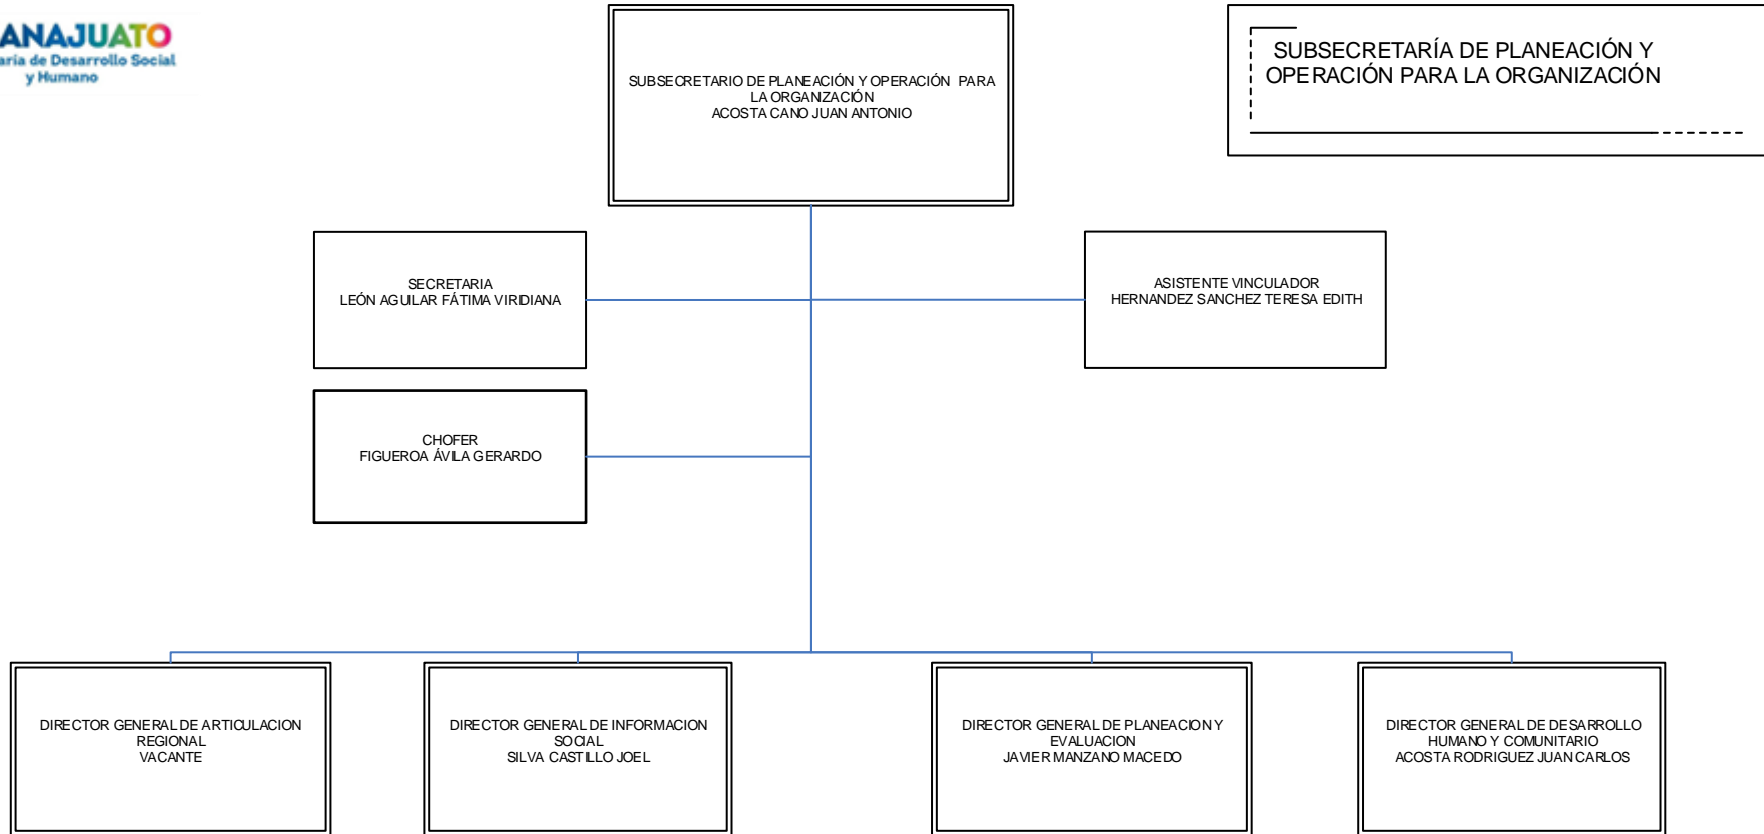 ANAJUATO
aría de Desarrollo Social
y Humano
SUBSECRETARIO DE PLANEACIÓN Y OPERACIÓN PARA
LA ORGANIZACIÓN
ACOSTA CANO JUAN ANTONIO
SUBSECRETARÍA DE PLANEACIÓN Y
OPERACIÓN PARA LA ORGANIZACIÓN
SECRETARIA
LEÓN AGUILAR FÁTIMA VIRIDIANA
ASISTENTE VINCULADOR
HERNANDEZ SANCHEZ TERESA EDITH
CHOFER
FIGUEROA ÁVILA GERARDO
DIRECTOR GENERAL DE ARTICULACION
REGIONAL
VACANTE
DIRECTOR GENERAL DE INFORMACION
SOCIAL
SILVA CASTILLO JOEL
DIRECTOR GENERAL DE PLANEACION Y
EVALUACION
JAVIER MANZANO MACEDO
DIRECTOR GENERAL DE DESARROLLO
HUMANO Y COMUNITARIO
ACOSTA RODRIGUEZ JUAN CARLOS